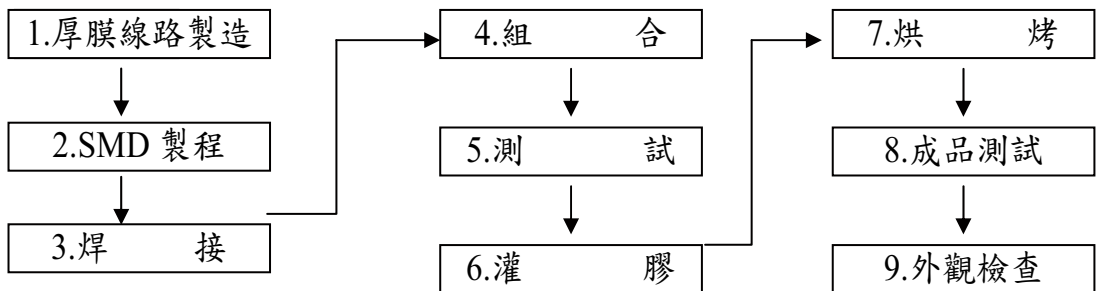 1.厚膜線路製造
2.SMD 製程
3.焊 接
4.組 合
5.測 試
6.灌 膠
7.烘 烤
8.成品測試
9.外觀檢查